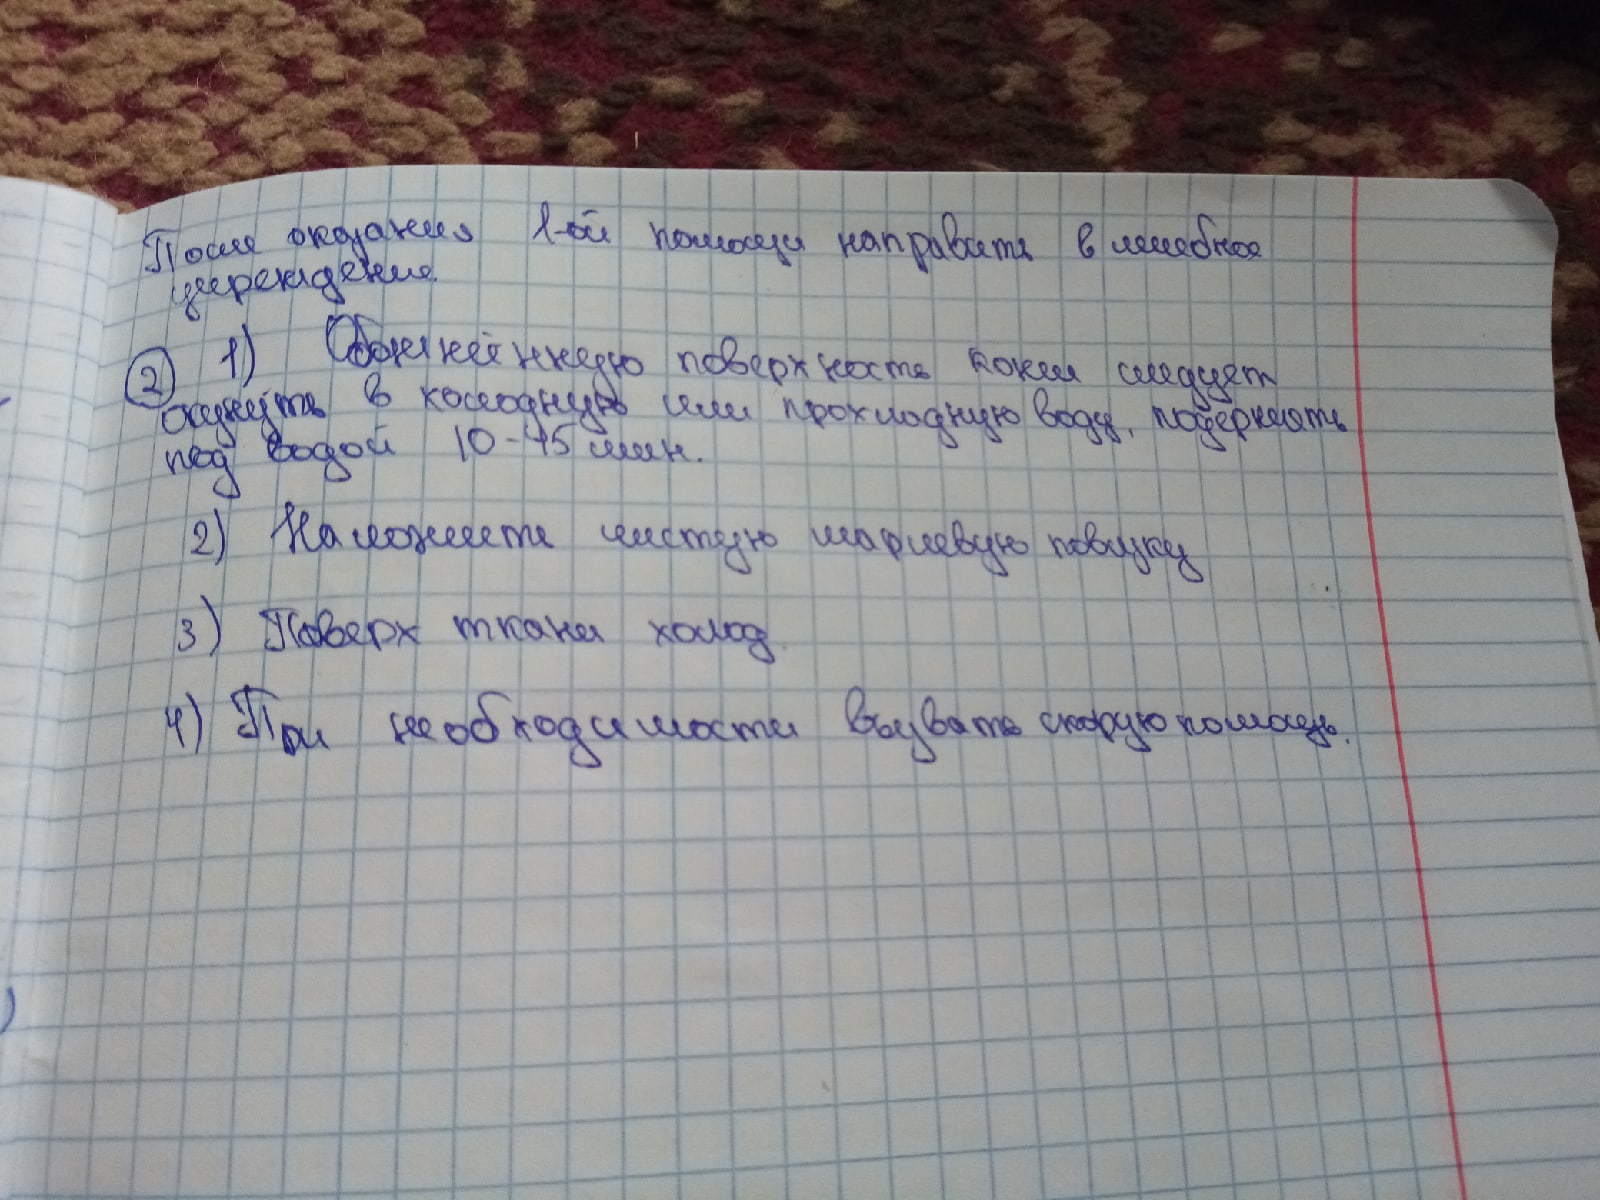 После оказания 1-ой помощи направить в лечебное
учреждение.
② 1) Обожжённую поверхность кожи следует
окунуть в холодную или прохладную воду, подержать
под водой 10-15 мин.
2) Наложите чистую марлевую повязку
3) Поверх ткани холод.
4) При необходимости вызвать скорую помощь.